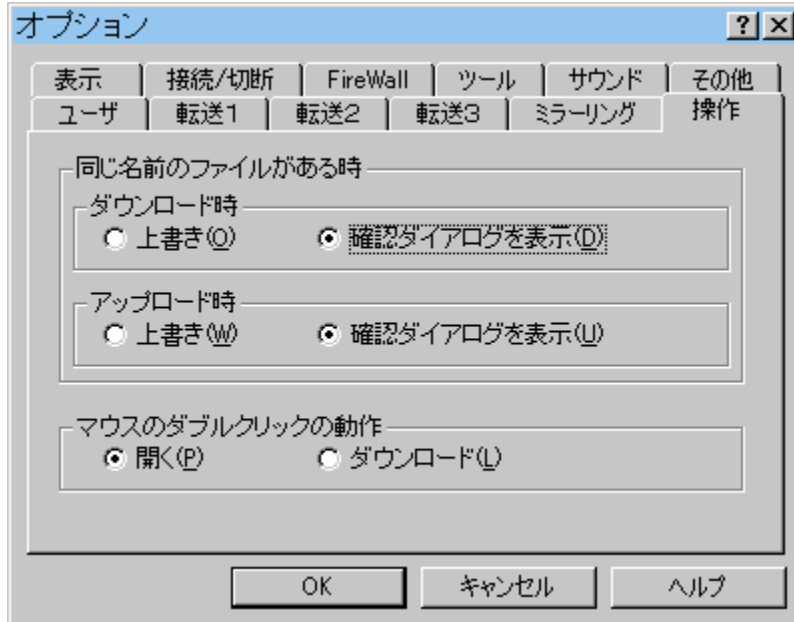 オプション
表示 接続/切断 FireWall ツール サウンド その他
ユーザ 転送1 転送2 転送3 ミラーリング 操作
同じ名前のファイルがある時
ダウンロード時
上書き(O) 確認ダイアログを表示(D)
アップロード時
上書き(W) 確認ダイアログを表示(U)
マウスのダブルクリックの動作
開く(P) ダウンロード(L)
OK キャンセル ヘルプ